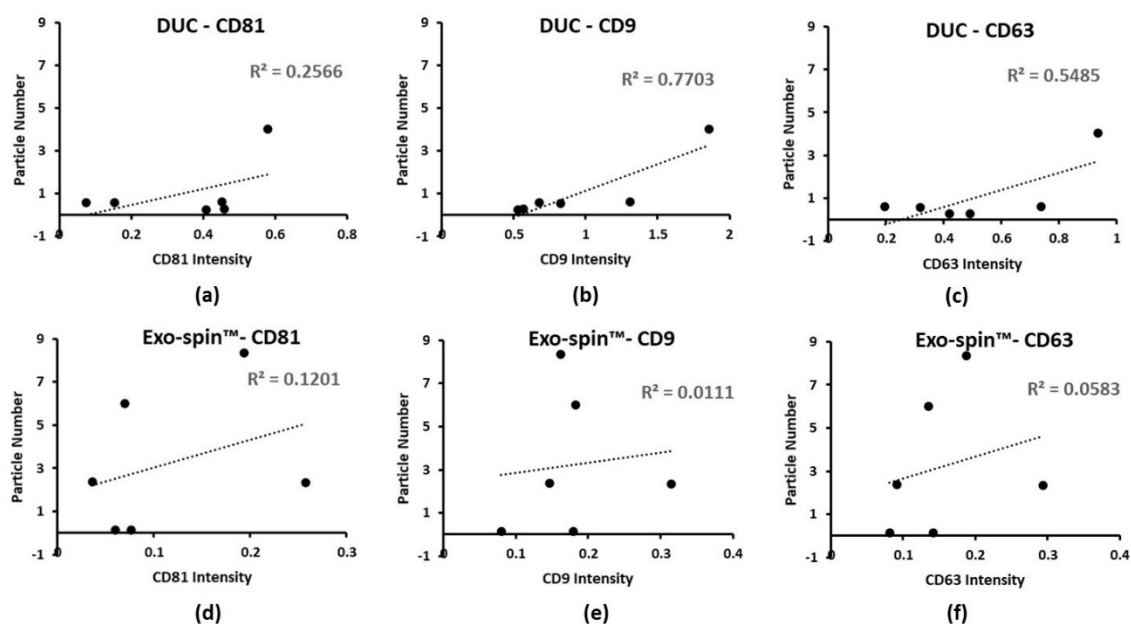 DUC - CD81
R² = 0.2566
Particle Number
9
7
5
3
1
-1
0
0.2
0.4
0.6
0.8
CD81 Intensity
(a)
DUC - CD9
R² = 0.7703
Particle Number
9
7
5
3
1
-1
0
0.5
1
1.5
2
CD9 Intensity
(b)
DUC - CD63
R² = 0.5485
Particle Number
9
7
5
3
1
-1
0
0.2
0.4
0.6
0.8
1
CD63 Intensity
(c)
Exo-spin™- CD81
R² = 0.1201
Particle Number
9
7
5
3
1
-1
0
0.1
0.2
0.3
CD81 Intensity
(d)
Exo-spin™- CD9
R² = 0.0111
Particle Number
9
7
5
3
1
-1
0
0.1
0.2
0.3
0.4
CD9 Intensity
(e)
Exo-spin™- CD63
R² = 0.0583
Particle Number
9
7
5
3
1
-1
0
0.1
0.2
0.3
0.4
CD63 Intensity
(f)